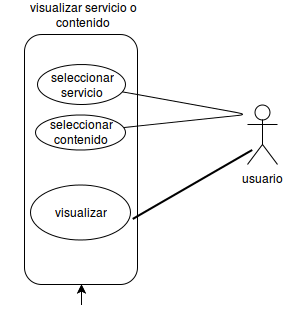 visualizar servicio o
contenido
seleccionar
servicio
seleccionar
contenido
visualizar
usuario